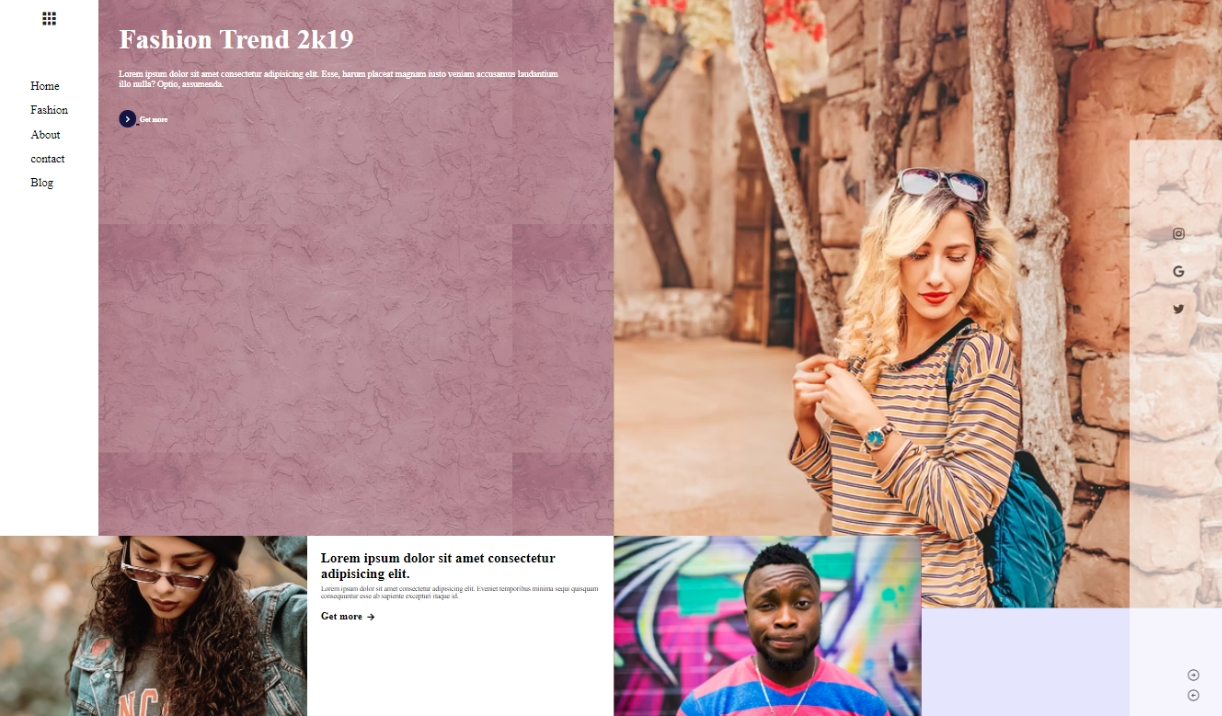 Home
Fashion
About
contact
Blog
Fashion Trend 2k19
Lorem ipsum dolor sit amet consectetur adipisicing elit. Esse, harum placeat magnam iusto veniam accusamus laudantium
illo nulla? Optio, assumenda.
Get more
Lorem ipsum dolor sit amet consectetur
adipisicing elit.
Lorem ipsum dolor sit amet consectetur adipisicing elit. Eveniet temporibus minima sequi quisquam
consequuntur esse ab sapiente excepturi itaque id.
Get more